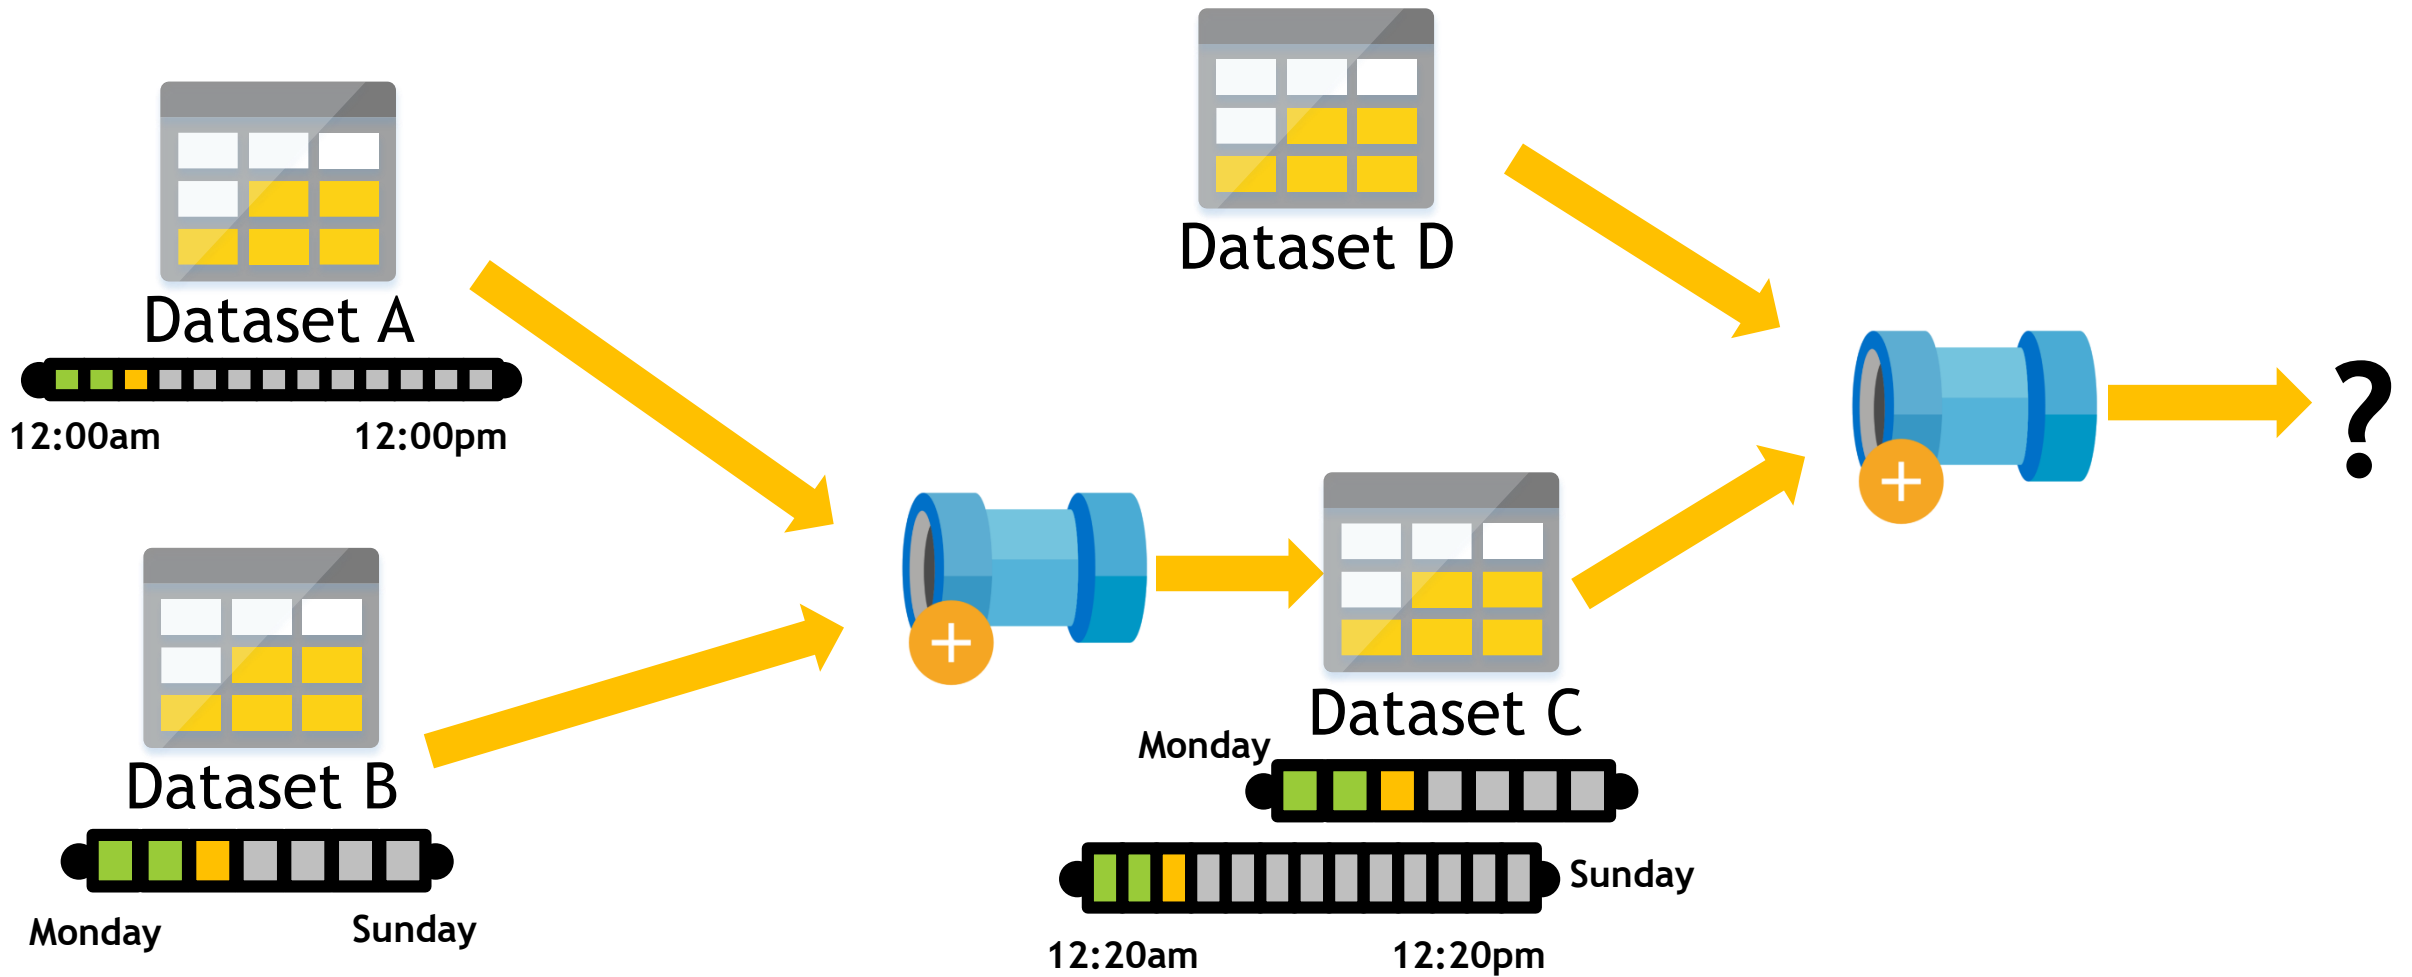 Dataset A
12:00am 12:00pm
Dataset B
Monday Sunday
Dataset D
Dataset C
Monday
Sunday
12:20am 12:20pm
?